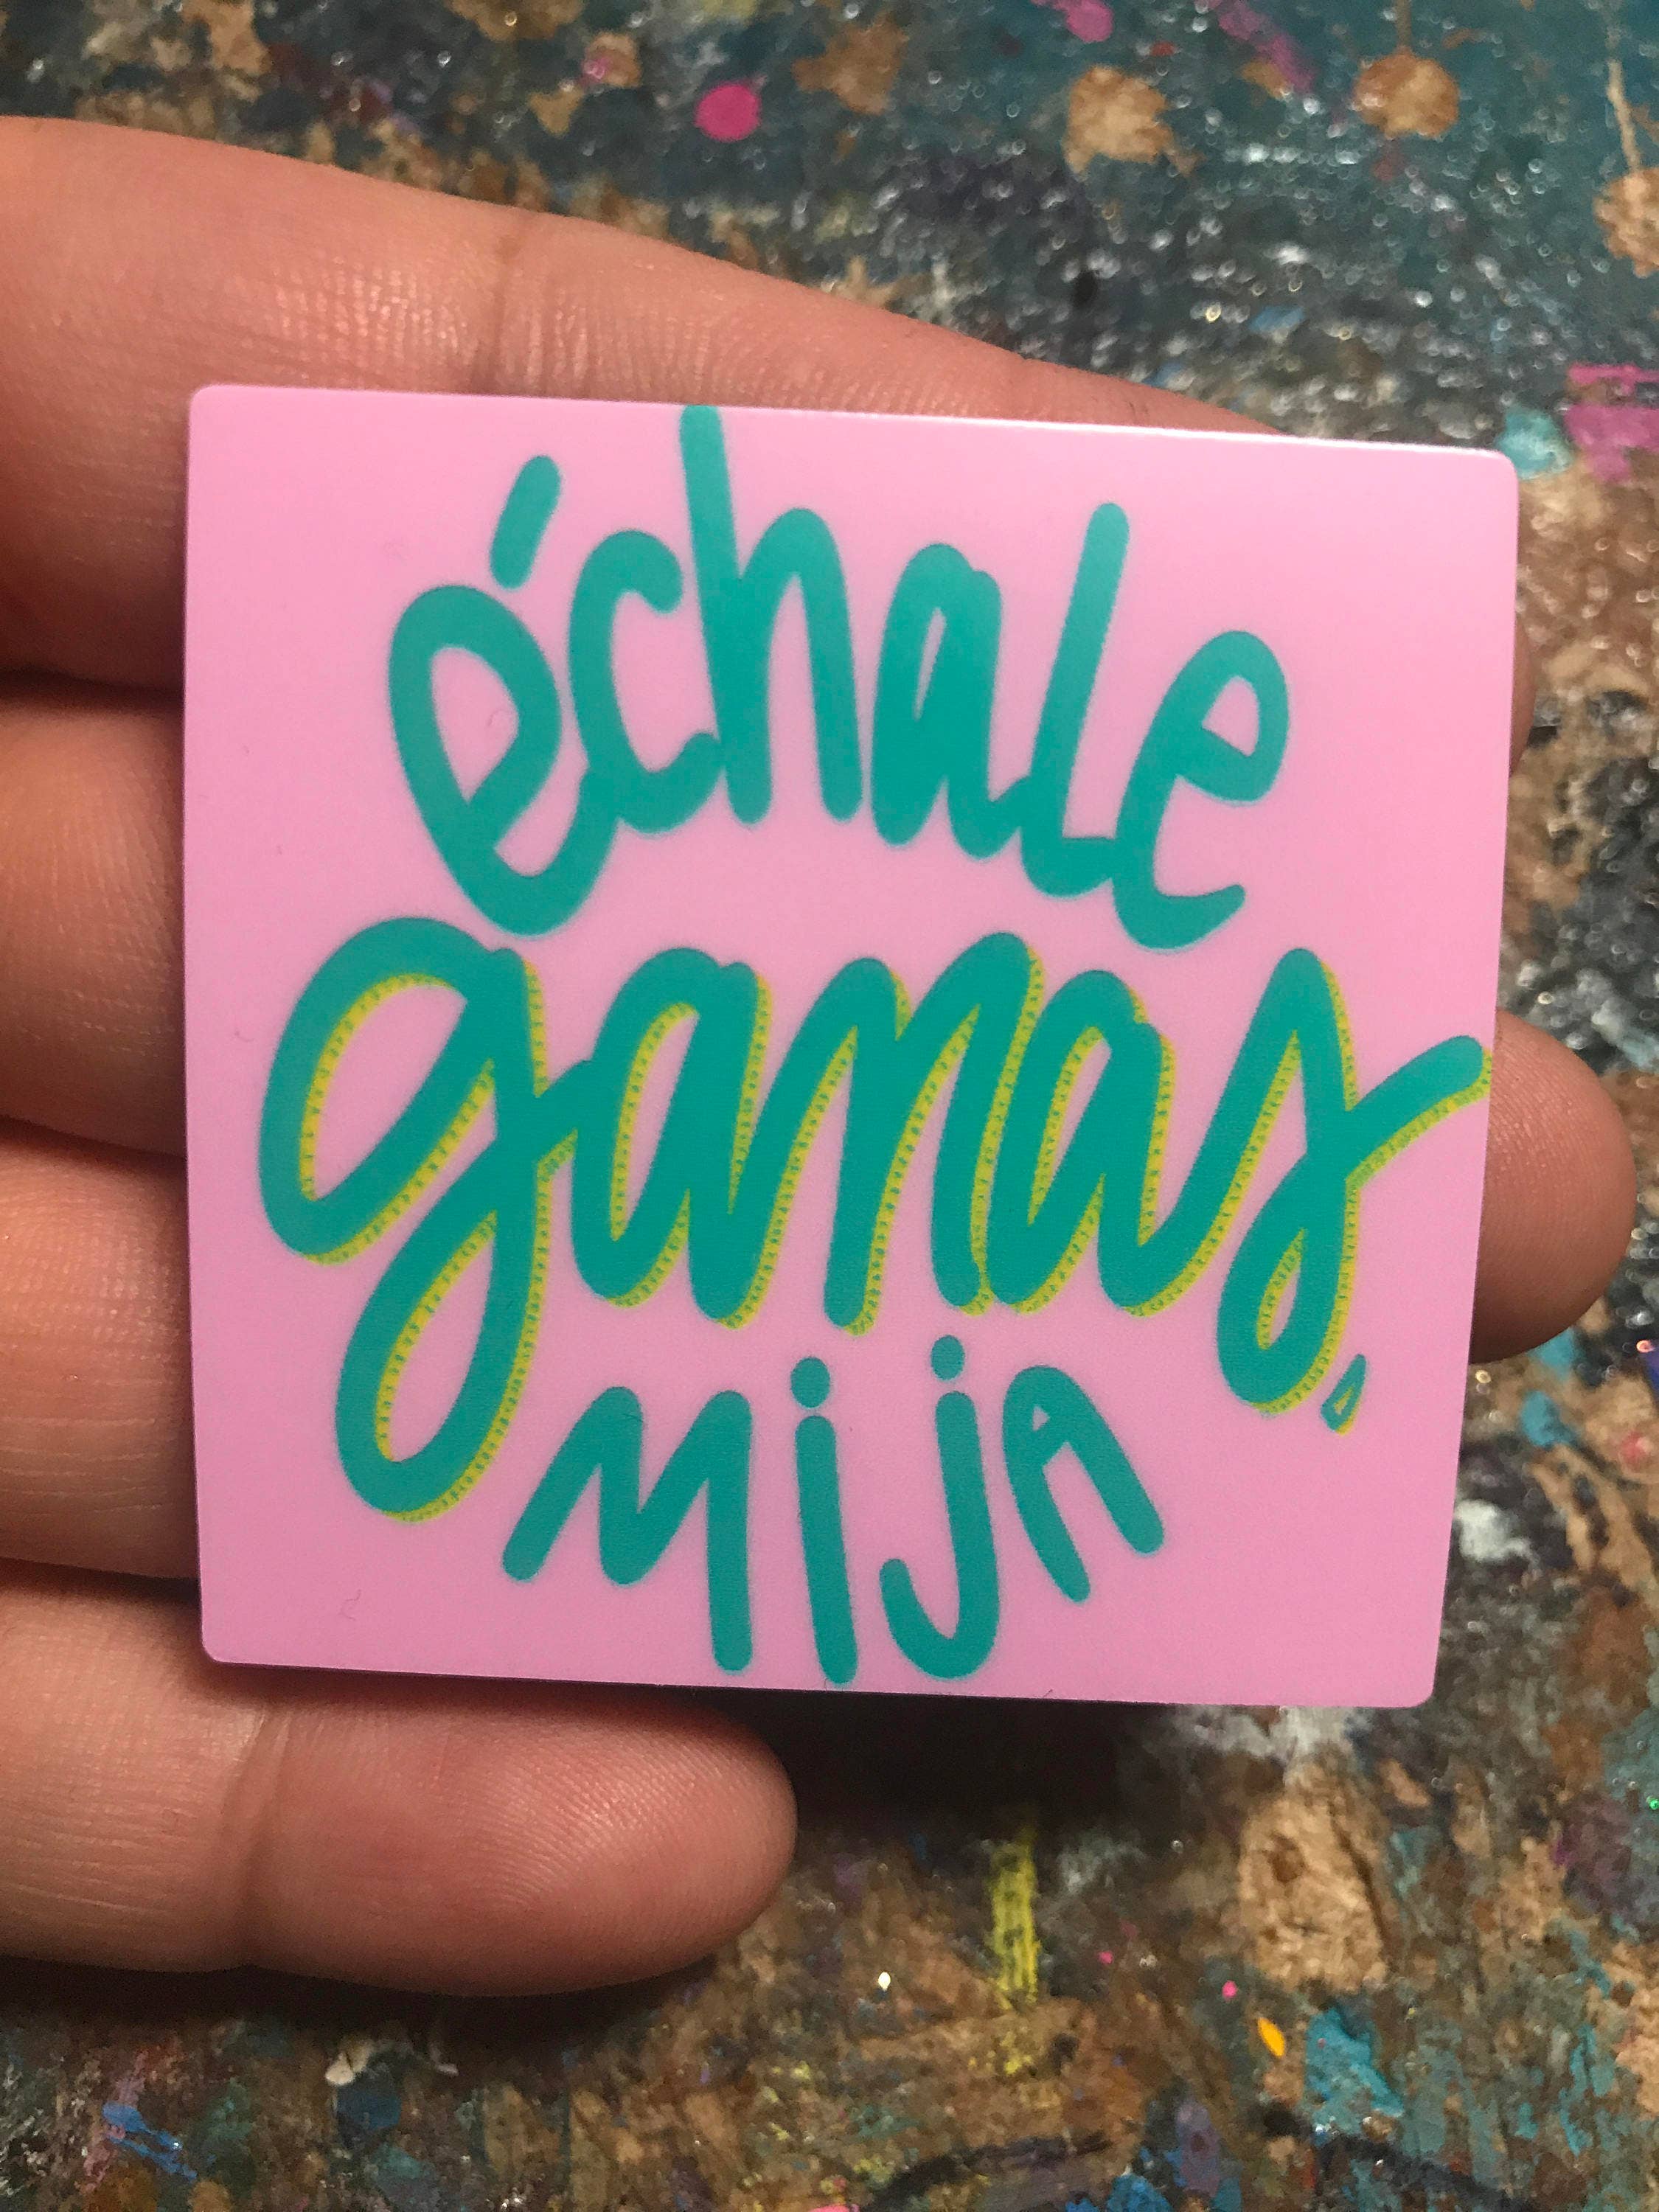 échale
ganas,
mija